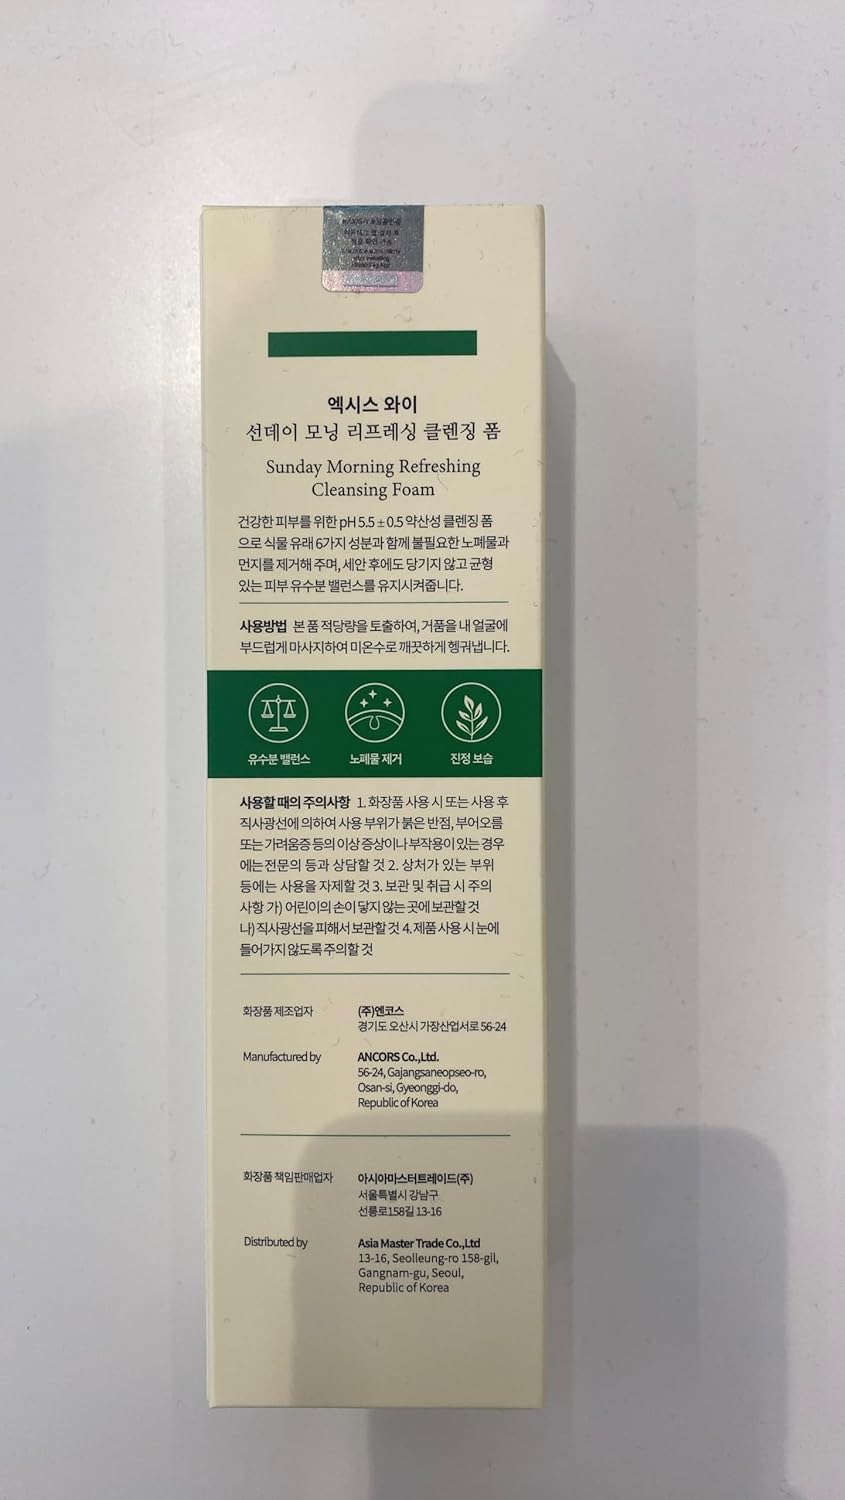 엑시스 와이
선데이 모닝 리프레싱 클렌징 폼
Sunday Morning Refreshing
Cleansing Foam
건강한 피부를 위한 pH 5.5 ± 0.5 약산성 클렌징 폼
으로 식물 유래 6가지 성분과 함께 불필요한 노폐물과
먼지를 제거해 주며, 세안 후에도 당기지 않고 균형
있는 피부 유수분 밸런스를 유지시켜줍니다.
사용방법 본 품 적당량을 토출하여, 거품을 내 얼굴에
부드럽게 마사지하여 미온수로 깨끗하게 헹궈냅니다.
유수분 밸런스 노폐물 제거 진정 보습
사용할 때의 주의사항 1. 화장품 사용 시 또는 사용 후
직사광선에 의하여 사용 부위가 붉은 반점, 부어오름
또는 가려움증 등의 이상 증상이나 부작용이 있는 경우
에는 전문의 등과 상담할 것 2. 상처가 있는 부위
등에는 사용을 자제할 것 3. 보관 및 취급 시 주의
사항 가) 어린이의 손이 닿지 않는 곳에 보관할 것
나) 직사광선을 피해서 보관할 것 4. 제품 사용 시 눈에
들어가지 않도록 주의할 것
화장품 제조업자 (주)엔코스
경기도 오산시 가장산업서로 56-24
Manufactured by ANCORS Co.,Ltd.
56-24, Gajangsaneopseo-ro,
Osan-si, Gyeonggi-do,
Republic of Korea
화장품 책임판매업자 아시아마스터트레이드(주)
서울특별시 강남구
선릉로158길 13-16
Distributed by Asia Master Trade Co.,Ltd
13-16, Seolleung-ro 158-gil,
Gangnam-gu, Seoul,
Republic of Korea